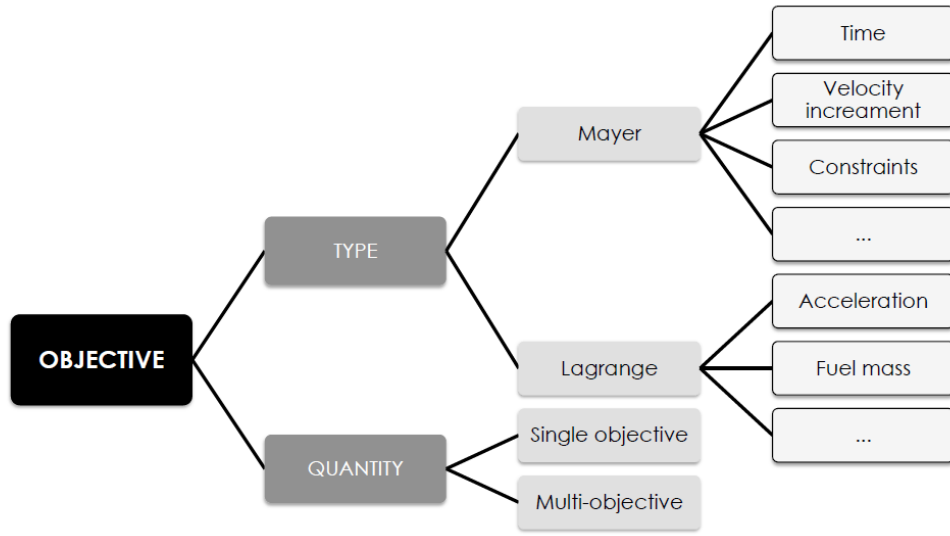 OBJECTIVE
TYPE
QUANTITY
Mayer
Lagrange
Single objective
Multi-objective
Time
Velocity
increament
Constraints
...
Acceleration
Fuel mass
...